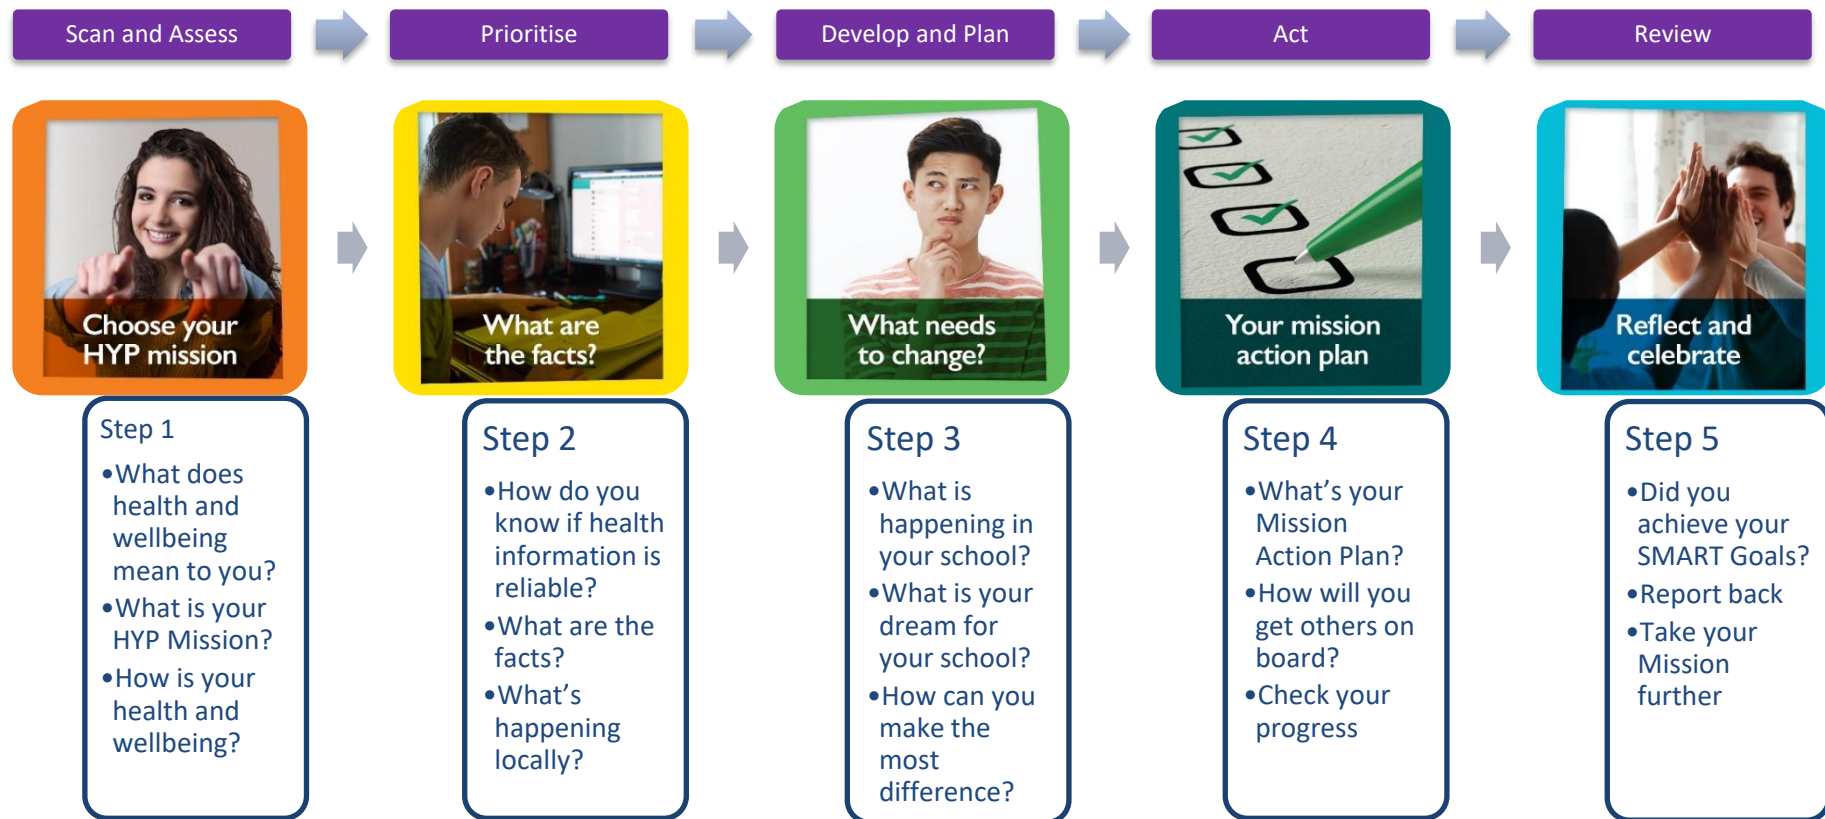 Scan and Assess
Prioritise
Develop and Plan
Act
Review
Choose your
HYP mission
What are
the facts?
What needs
to change?
Your mission
action plan
Reflect and
celebrate
Step 1
•What does
health and
wellbeing
mean to you?
•What is your
HYP Mission?
•How is your
health and
wellbeing?
Step 2
•How do you
know if health
information is
reliable?
•What are the
facts?
•What's
happening
locally?
Step 3
•What is
happening in
your school?
•What is your
dream for
your school?
•How can you
make the
most
difference?
Step 4
•What's your
Mission
Action Plan?
•How will you
get others on
board?
•Check your
progress
Step 5
•Did you
achieve your
SMART Goals?
•Report back
•Take your
Mission
further